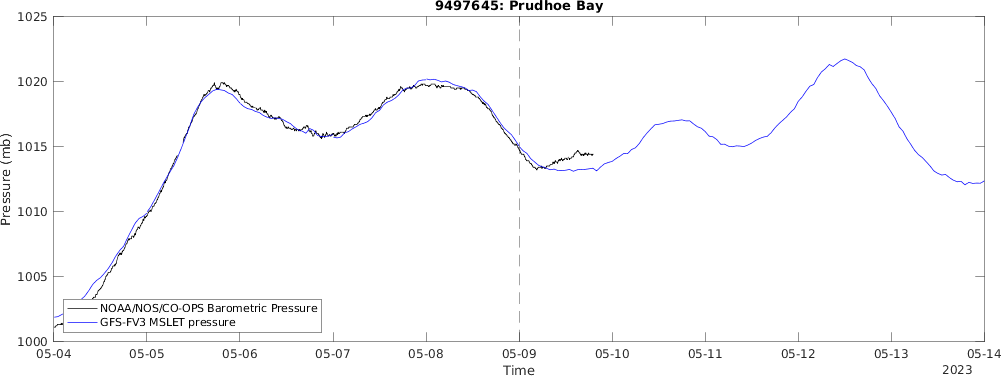 9497645: Prudhoe Bay
1025
1020
1015
1010
1005
1000
Pressure (mb)
NOAA/NOS/CO-OPS Barometric Pressure
GFS-FV3 MSLET pressure
05-04 05-05 05-06 05-07 05-08 05-09 05-10 05-11 05-12 05-13 05-14
Time
2023